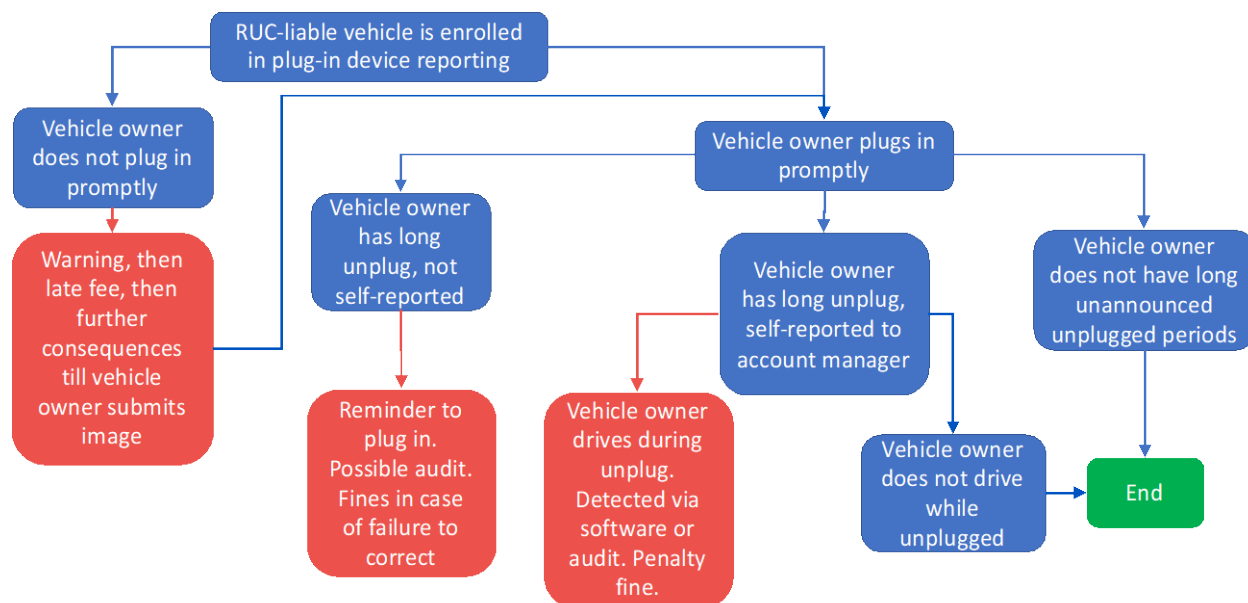 RUC-liable vehicle is enrolled
in plug-in device reporting
Vehicle owner
does not plug in
promptly
Vehicle owner plugs in
promptly
Warning, then
late fee, then
further
consequences
till vehicle
owner submits
image
Vehicle owner
has long
unplug, not
self-reported
Vehicle owner
has long unplug,
self-reported to
account manager
Vehicle owner
does not have long
unannounced
unplugged periods
Reminder to
plug in.
Possible audit.
Fines in case
of failure to
correct
Vehicle owner
drives during
unplug.
Detected via
software or
audit. Penalty
fine.
Vehicle owner
does not drive
while
unplugged
End